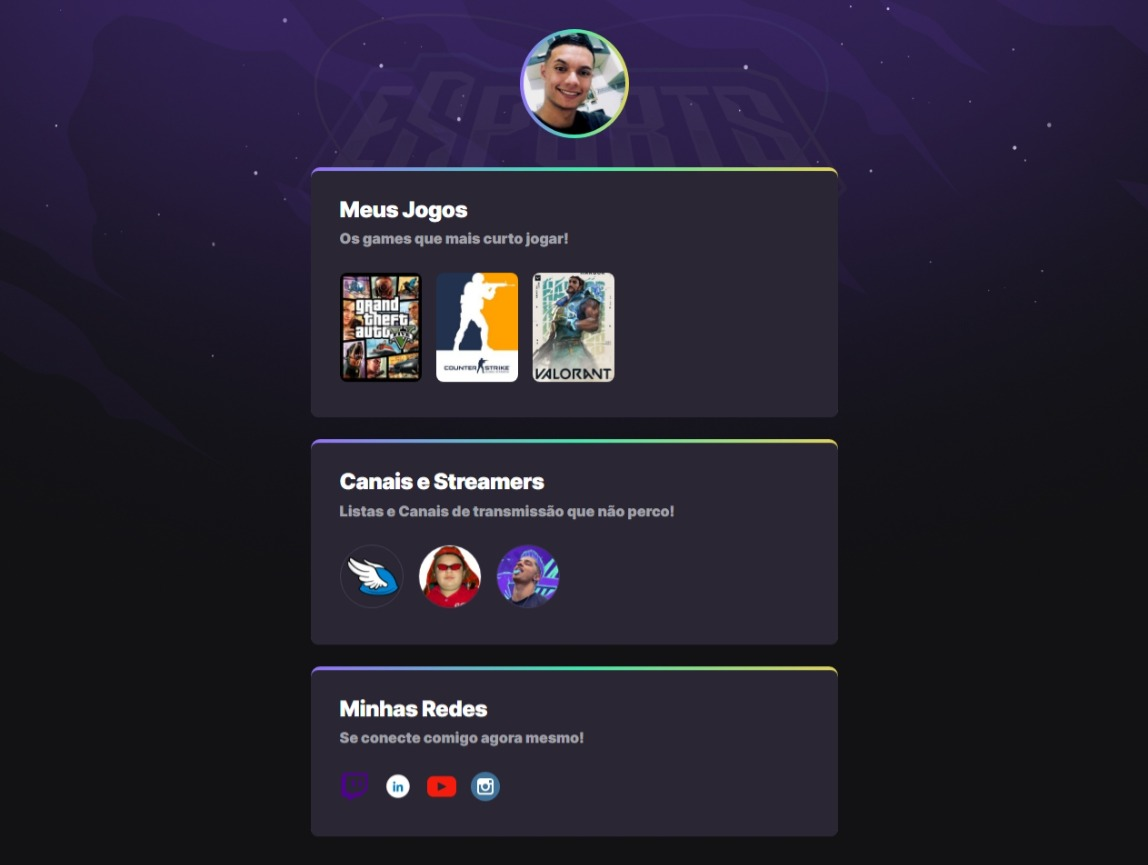 ESPORTS
Meus Jogos
Os games que mais curto jogar!
grand
theft
auto
V
COUNTER STRIKE
VALORANT
Canais e Streamers
Listas e Canais de transmissão que não perco!
Minhas Redes
Se conecte comigo agora mesmo!
in